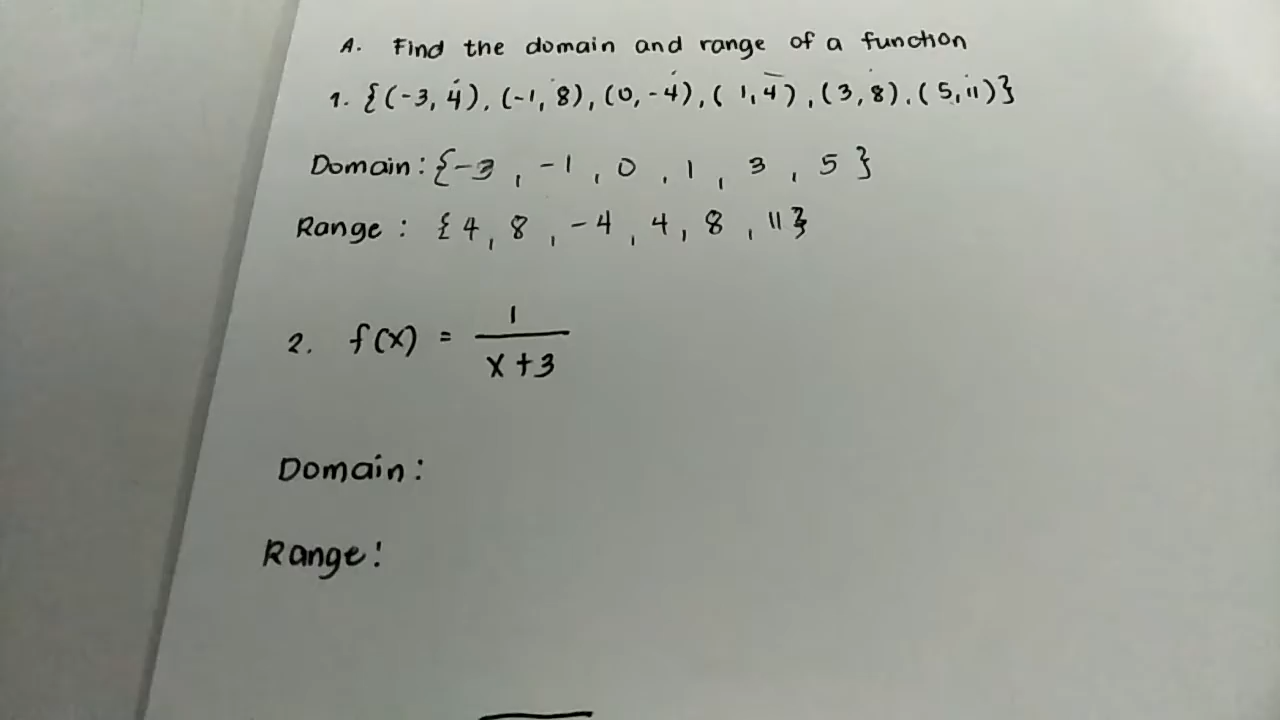 A. Find the domain and range of a function
1. {(-3, 4), (-1, 8), (0, -4), (1, 4), (3, 8), (5, 11)}
Domain: {-3, -1, 0, 1, 3, 5}
Range: {4, 8, -4, 4, 8, 11}
2. f(x) = 1 / x + 3
Domain:
Range: